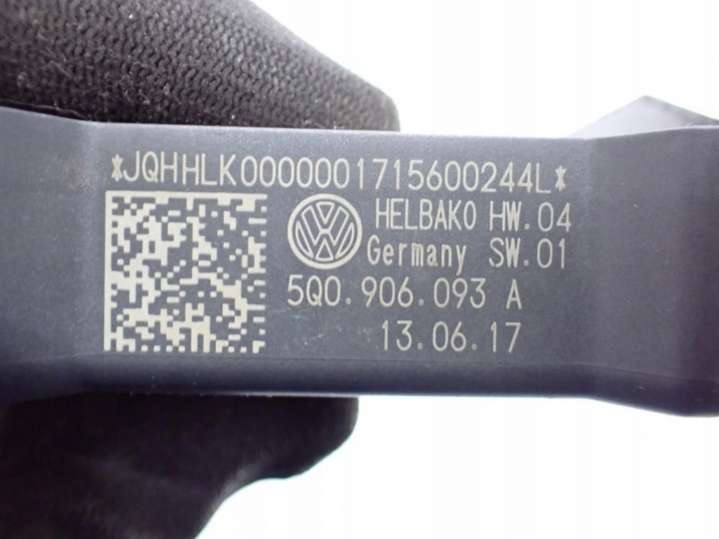 *JQHHLK0000001715600244L*
HELBAKO HW.04
Germany SW.01
5Q0.906.093 A
13.06.17